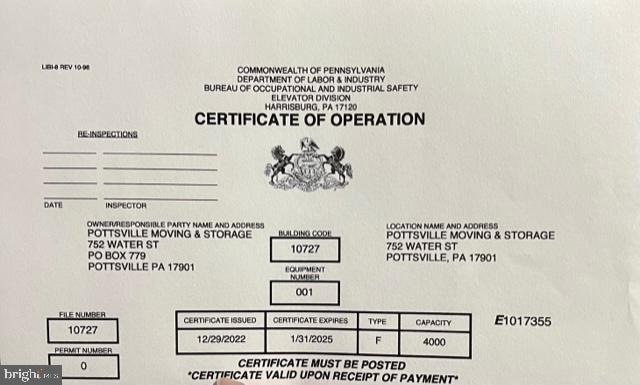 LIBI-8 REV 10-96
COMMONWEALTH OF PENNSYLVANIA
DEPARTMENT OF LABOR & INDUSTRY
BUREAU OF OCCUPATIONAL AND INDUSTRIAL SAFETY
ELEVATOR DIVISION
HARRISBURG, PA 17120
CERTIFICATE OF OPERATION
RE-INSPECTIONS
DATE INSPECTOR
OWNER/RESPONSIBLE PARTY NAME AND ADDRESS
POTTSVILLE MOVING & STORAGE
752 WATER ST
PO BOX 779
POTTSVILLE PA 17901
BUILDING CODE
10727
EQUIPMENT
NUMBER
001
LOCATION NAME AND ADDRESS
POTTSVILLE MOVING & STORAGE
752 WATER ST
POTTSVILLE, PA 17901
FILE NUMBER
10727
PERMIT NUMBER
0
CERTIFICATE ISSUED CERTIFICATE EXPIRES TYPE CAPACITY
12/29/2022 1/31/2025 F 4000
E1017355
CERTIFICATE MUST BE POSTED
*CERTIFICATE VALID UPON RECEIPT OF PAYMENT*
bright MLS